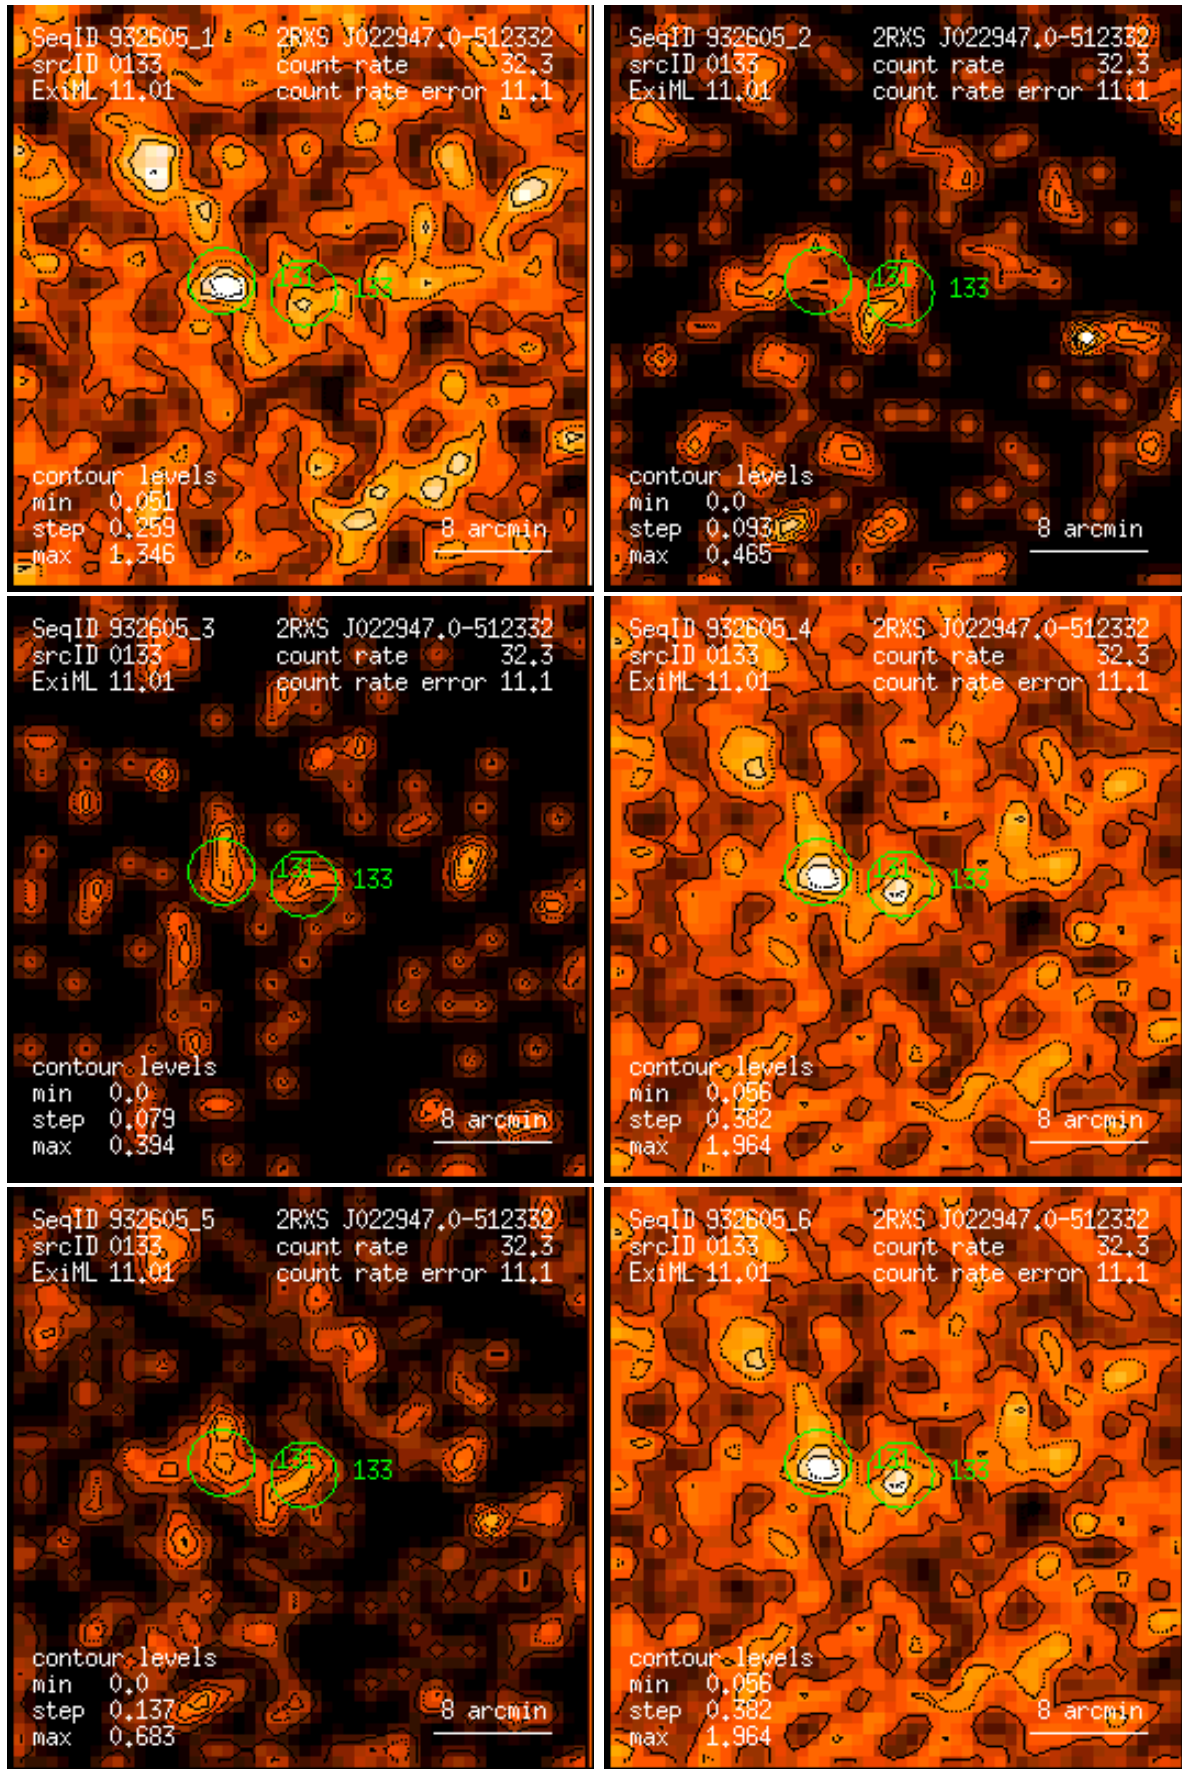 SeqID 932605_1 2RXS J022947.0-512332
srcID 0133 count rate 32.3
ExiML 11.01 count rate error 11.1
131 133
contour levels
min 0.051
step 0.259 8 arcmin
max 1.346
SeqID 932605_2 2RXS J022947.0-512332
srcID 0133 count rate 32.3
ExiML 11.01 count rate error 11.1
131 133
contour levels
min 0.0
step 0.093 8 arcmin
max 0.465
SeqID 932605_3 2RXS J022947.0-512332
srcID 0133 count rate 32.3
ExiML 11.01 count rate error 11.1
131 133
contour levels
min 0.0
step 0.079 8 arcmin
max 0.394
SeqID 932605_4 2RXS J022947.0-512332
srcID 0133 count rate 32.3
ExiML 11.01 count rate error 11.1
131 133
contour levels
min 0.056
step 0.382 8 arcmin
max 1.964
SeqID 932605_5 2RXS J022947.0-512332
srcID 0133 count rate 32.3
ExiML 11.01 count rate error 11.1
131 133
contour levels
min 0.0
step 0.137 8 arcmin
max 0.683
SeqID 932605_6 2RXS J022947.0-512332
srcID 0133 count rate 32.3
ExiML 11.01 count rate error 11.1
131 133
contour levels
min 0.056
step 0.382 8 arcmin
max 1.964